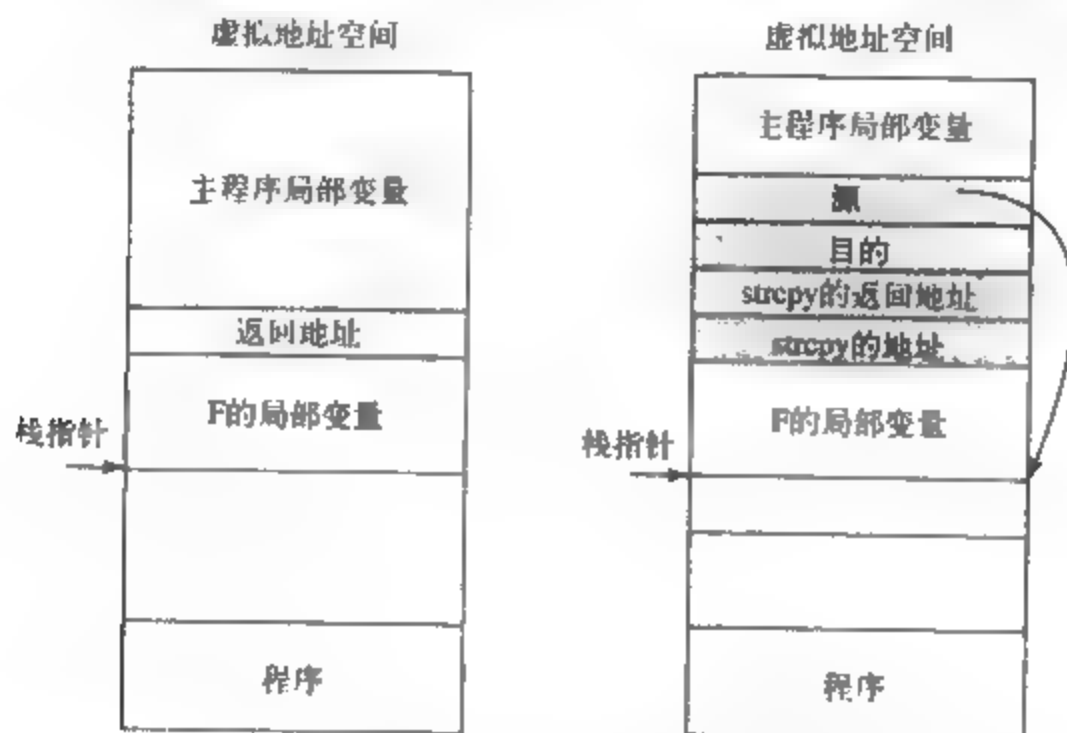 虚拟地址空间
主程序局部变量
返回地址
F的局部变量
栈指针
程序
虚拟地址空间
主程序局部变量
源
目的
strcpy的返回地址
strcpy的地址
F的局部变量
栈指针
程序